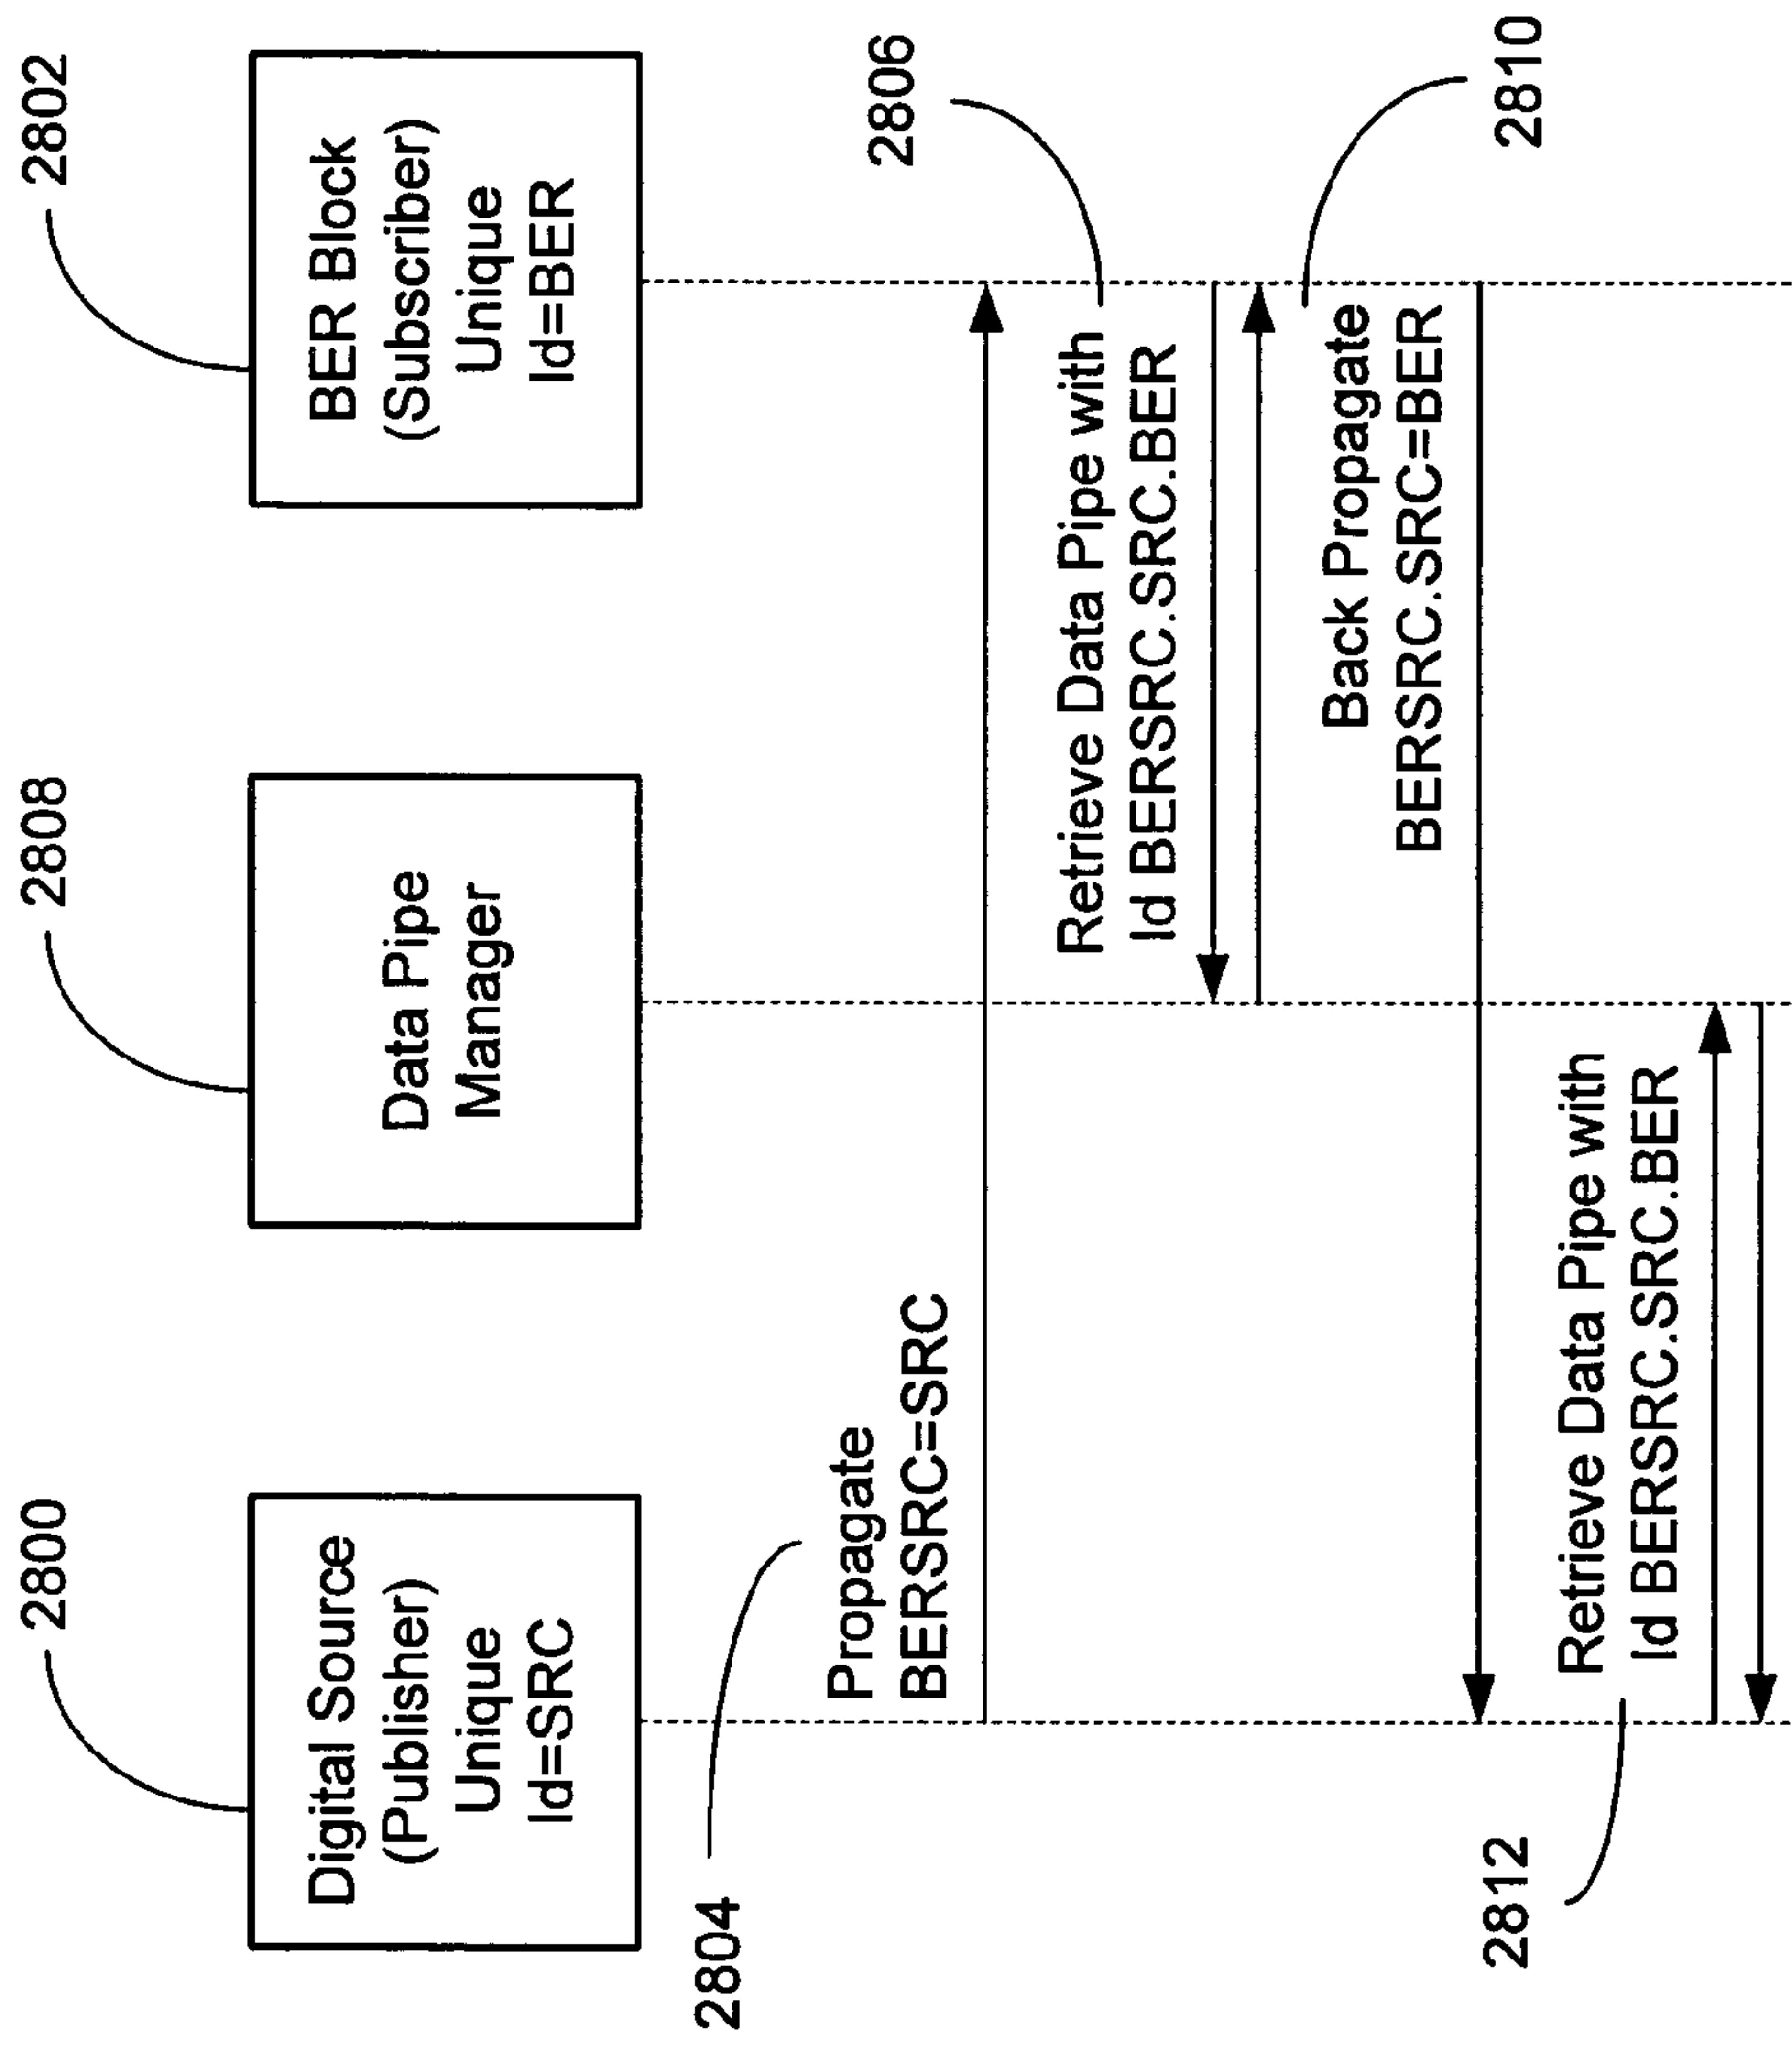 2800
Digital Source
(Publisher)
Unique
Id=SRC
2808
Data Pipe
Manager
2802
BER Block
(Subscriber)
Unique
Id=BER
2804
Propagate
BERSRC=SRC
2806
Retrieve Data Pipe with
Id BERSRC.SRC.BER
2810
Back Propagate
BERSRC.SRC=BER
2812
Retrieve Data Pipe with
Id BERSRC.SRC.BER